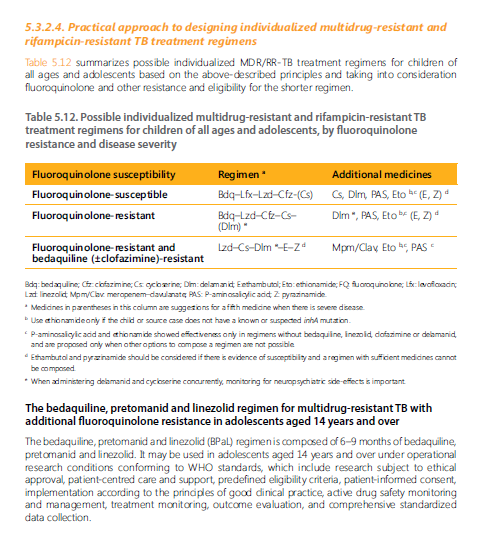 5.3.2.4. Practical approach to designing individualized multidrug-resistant and
rifampicin-resistant TB treatment regimens
Table 5.12 summarizes possible individualized MDR/RR-TB treatment regimens for children of
all ages and adolescents based on the above-described principles and taking into consideration
fluoroquinolone and other resistance and eligibility for the shorter regimen.
Table 5.12. Possible individualized multidrug-resistant and rifampicin-resistant TB
treatment regimens for children of all ages and adolescents, by fluoroquinolone
resistance and disease severity
Fluoroquinolone susceptibility Regimen ᵃ Additional medicines
Fluoroquinolone-susceptible Bdq–Lfx–Lzd–Cfz-(Cs) Cs, Dlm, PAS, Eto ᵇ,ᶜ (E, Z) ᵈ
Fluoroquinolone-resistant Bdq–Lzd–Cfz–Cs– Dlm ᵉ, PAS, Eto ᵇ,ᶜ (E, Z) ᵈ
(Dlm) ᵉ
Fluoroquinolone-resistant and Lzd–Cs–Dlm ᵉ–E–Z ᵈ Mpm/Clav, Eto ᵇ,ᶜ, PAS ᶜ
bedaquiline (±clofazimine)-resistant
Bdq: bedaquiline; Cfz: clofazimine; Cs: cycloserine; Dlm: delamanid; E:ethambutol; Eto: ethionamide; FQ: fluoroquinolone; Lfx: levofloxacin;
Lzd: linezolid; Mpm/Clav: meropenem-clavulanate; PAS: P-aminosalicylic acid; Z: pyrazinamide.
ᵃ Medicines in parentheses in this column are suggestions for a fifth medicine when there is severe disease.
ᵇ Use ethionamide only if the child or source case does not have a known or suspected inhA mutation.
ᶜ P-aminosalicylic acid and ethionamide showed effectiveness only in regimens without bedaquiline, linezolid, clofazimine or delamanid,
and are proposed only when other options to compose a regimen are not possible.
ᵈ Ethambutol and pyrazinamide should be considered if there is evidence of susceptibility and a regimen with sufficient medicines cannot
be composed.
ᵉ When administering delamanid and cycloserine concurrently, monitoring for neuropsychiatric side-effects is important.
The bedaquiline, pretomanid and linezolid regimen for multidrug-resistant TB with
additional fluoroquinolone resistance in adolescents aged 14 years and over
The bedaquiline, pretomanid and linezolid (BPaL) regimen is composed of 6–9 months of bedaquiline,
pretomanid and linezolid. It may be used in adolescents aged 14 years and over under operational
research conditions conforming to WHO standards, which include research subject to ethical
approval, patient-centred care and support, predefined eligibility criteria, patient-informed consent,
implementation according to the principles of good clinical practice, active drug safety monitoring
and management, treatment monitoring, outcome evaluation, and comprehensive standardized
data collection.